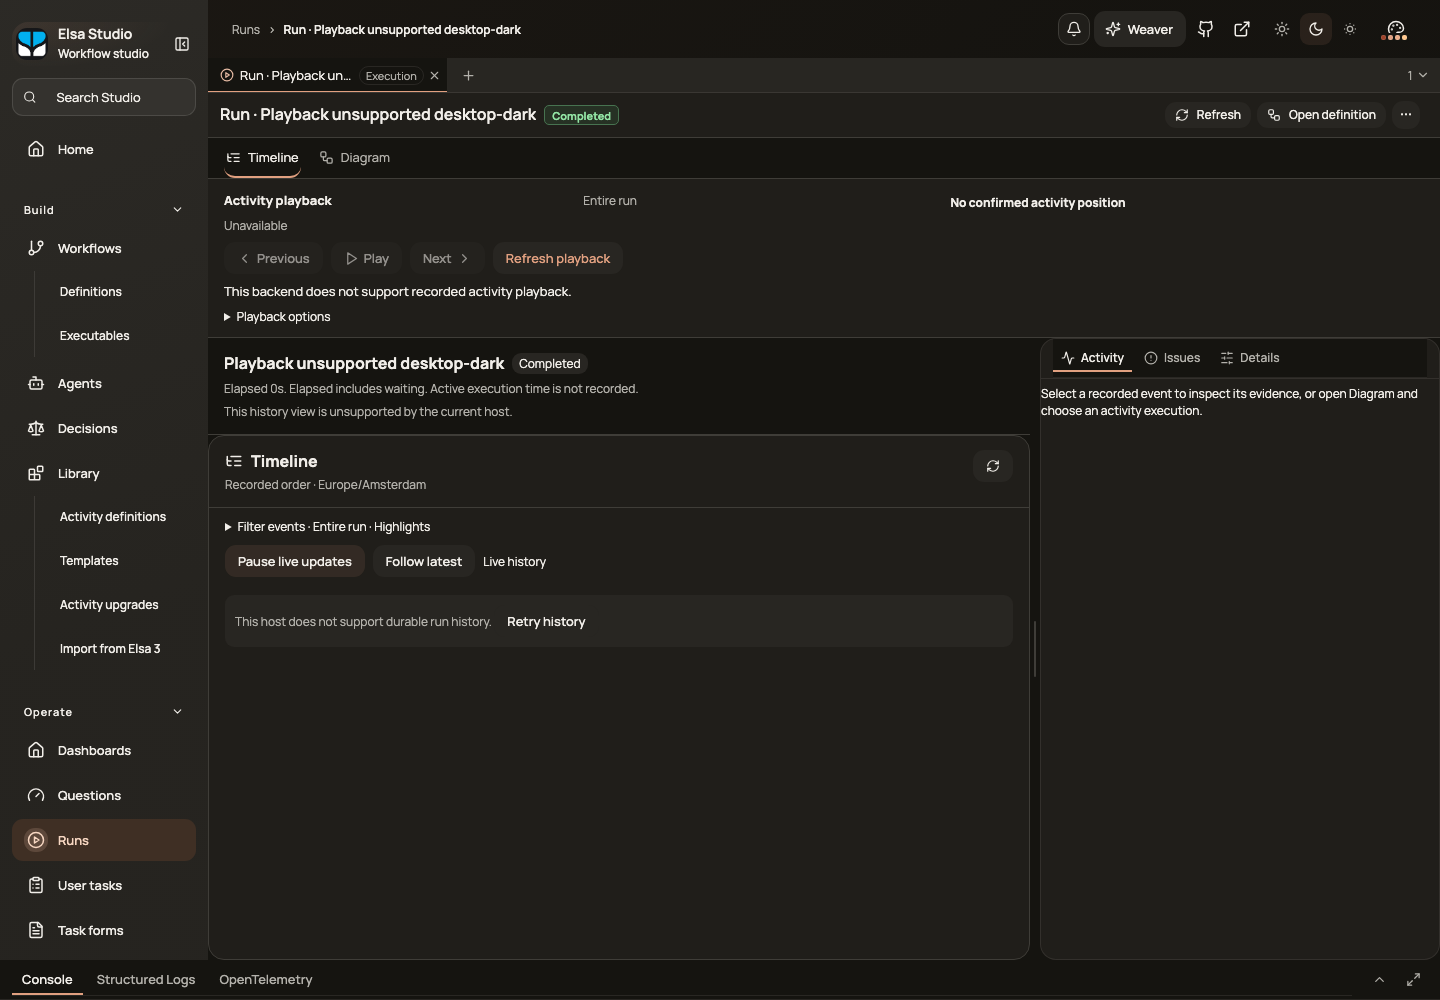 Elsa Studio
Workflow studio
Search Studio
Home
Build
Workflows
Definitions
Executables
Agents
Decisions
Library
Activity definitions
Templates
Activity upgrades
Import from Elsa 3
Operate
Dashboards
Questions
Runs
User tasks
Task forms
Runs › Run · Playback unsupported desktop-dark
Weaver
Run · Playback un... Execution
1
Run · Playback unsupported desktop-dark Completed
Refresh Open definition
Timeline Diagram
Activity playback Entire run No confirmed activity position
Unavailable
Previous Play Next Refresh playback
This backend does not support recorded activity playback.
Playback options
Playback unsupported desktop-dark Completed
Elapsed 0s. Elapsed includes waiting. Active execution time is not recorded.
This history view is unsupported by the current host.
Timeline
Recorded order · Europe/Amsterdam
Filter events · Entire run · Highlights
Pause live updates Follow latest Live history
This host does not support durable run history. Retry history
Activity Issues Details
Select a recorded event to inspect its evidence, or open Diagram and
choose an activity execution.
Console Structured Logs OpenTelemetry